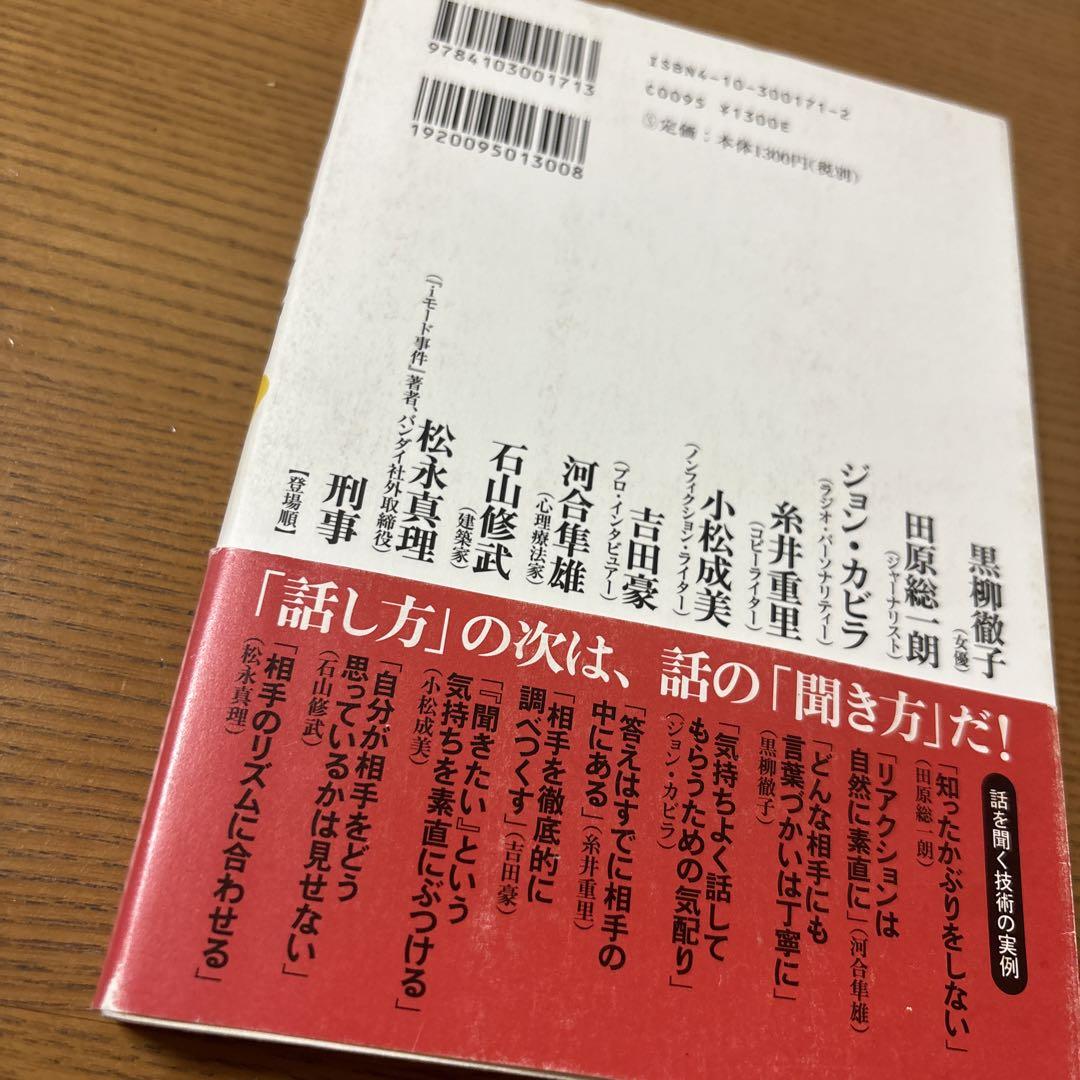 9784103001713
1920095013008
ISBN4-10-300171-2
C0095 ¥1300E
Ⓢ定価:本体1300円(税別)
黒柳徹子
(女優)
田原総一朗
(ジャーナリスト)
ジョン・カビラ
(ラジオ・パーソナリティー)
糸井重里
(コピーライター)
小松成美
(ノンフィクション・ライター)
吉田豪
(プロ・インタビュアー)
河合隼雄
(心理療法家)
石山修武
(建築家)
松永真理
(『iモード事件』著者、バンダイ社外取締役)
刑事
【登場順】
「話し方」の次は、話の「聞き方」だ!
話を聞く技術の実例
「知ったかぶりをしない」
(田原総一朗)
「リアクションは
自然に素直に」(河合隼雄)
「どんな相手にも
言葉づかいは丁寧に」
(黒柳徹子)
「気持ちよく話して
もらうための気配り」
(ジョン・カビラ)
「答えはすでに相手の
中にある」(糸井重里)
「相手を徹底的に
調べつくす」(吉田豪)
「『聞きたい』という
気持ちを素直にぶつける」
(小松成美)
「自分が相手をどう
思っているかは見せない」
(石山修武)
「相手のリズムに合わせる」
(松永真理)